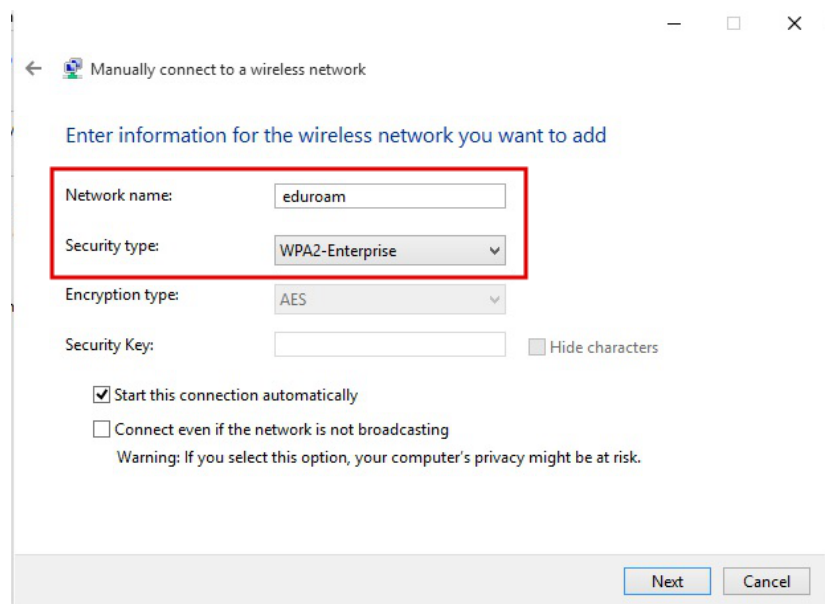 Manually connect to a wireless network
Enter information for the wireless network you want to add
Network name: eduroam
Security type: WPA2-Enterprise
Encryption type: AES
Security Key:
Hide characters
Start this connection automatically
Connect even if the network is not broadcasting
Warning: If you select this option, your computer's privacy might be at risk.
Next Cancel